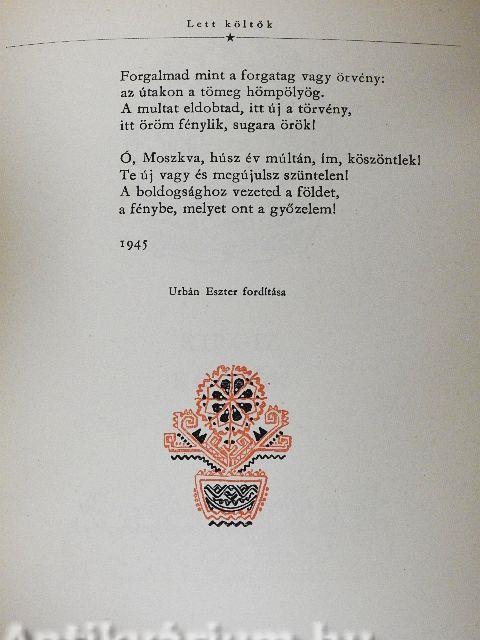 Lett költők
Forgalmad mint a forgatag vagy örvény:
az útakon a tömeg hömpölyög.
A multat eldobtad, itt új a törvény,
itt öröm fénylik, sugara örök!
Ó, Moszkva, húsz év múltán, ím, köszöntlek!
Te új vagy és megújulsz szüntelen!
A boldogsághoz vezeted a földet,
a fénybe, melyet ont a győzelem!
1945
Urbán Eszter fordítása
Antikvárium.hu